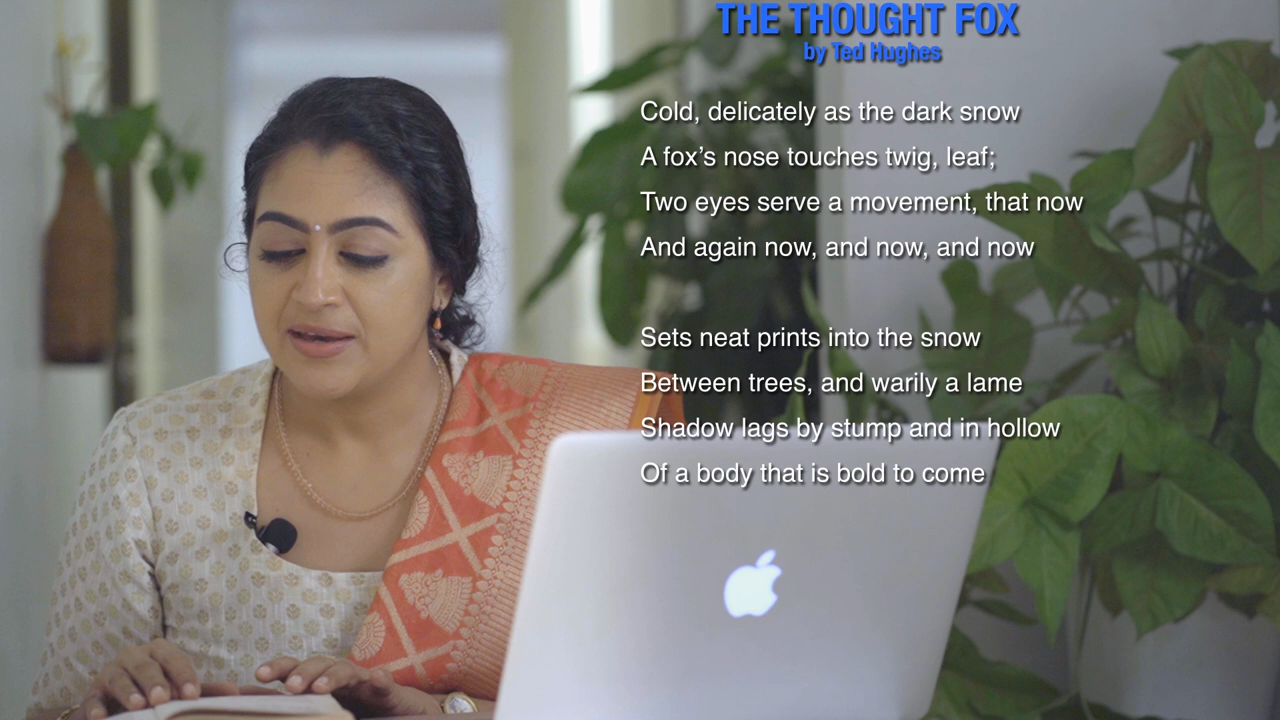 THE THOUGHT FOX
by Ted Hughes
Cold, delicately as the dark snow
A fox’s nose touches twig, leaf;
Two eyes serve a movement, that now
And again now, and now, and now
Sets neat prints into the snow
Between trees, and warily a lame
Shadow lags by stump and in hollow
Of a body that is bold to come